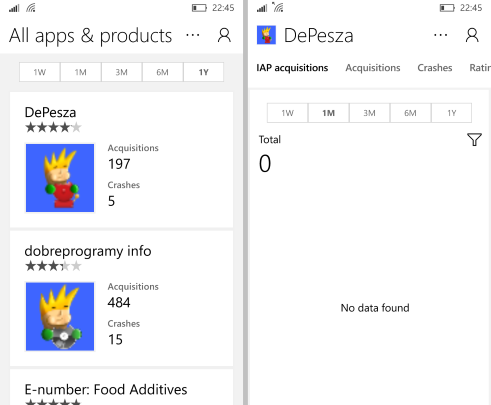 22:45
All apps & products ...
1W 1M 3M 6M 1Y
DePesza
Acquisitions
197
Crashes
5
dobreprogramy info
Acquisitions
484
Crashes
15
E-number: Food Additives
22:45
DePesza ...
IAP acquisitions Acquisitions Crashes Ratin
1W 1M 3M 6M 1Y
Total
0
No data found